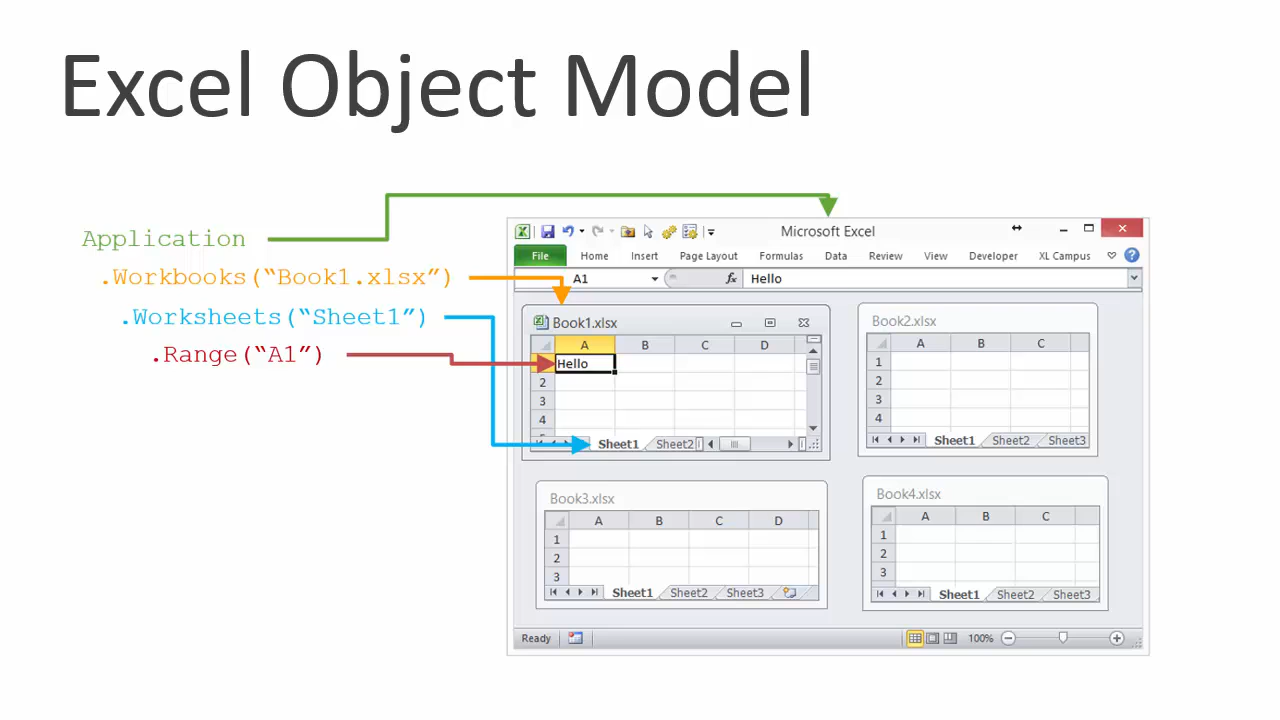 Excel Object Model
Application
.Workbooks(“Book1.xlsx”)
.Worksheets(“Sheet1”)
.Range(“A1”)
Microsoft Excel
File Home Insert Page Layout Formulas Data Review View Developer XL Campus
A1 fx Hello
Book1.xlsx
A B C D
Hello
2
3
4
Sheet1 Sheet2
Book2.xlsx
A B C
1
2
3
4
Sheet1 Sheet2 Sheet3
Book3.xlsx
A B C D
1
2
3
Sheet1 Sheet2 Sheet3
Book4.xlsx
A B C
1
2
3
Sheet1 Sheet2 Sheet3
Ready 100%